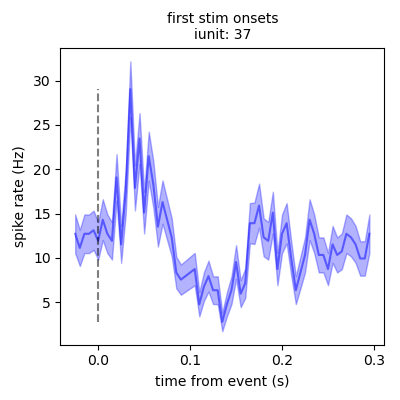 first stim onsets
iunit: 37
spike rate (Hz)
30
25
20
15
10
5
0.0
0.1
0.2
0.3
time from event (s)